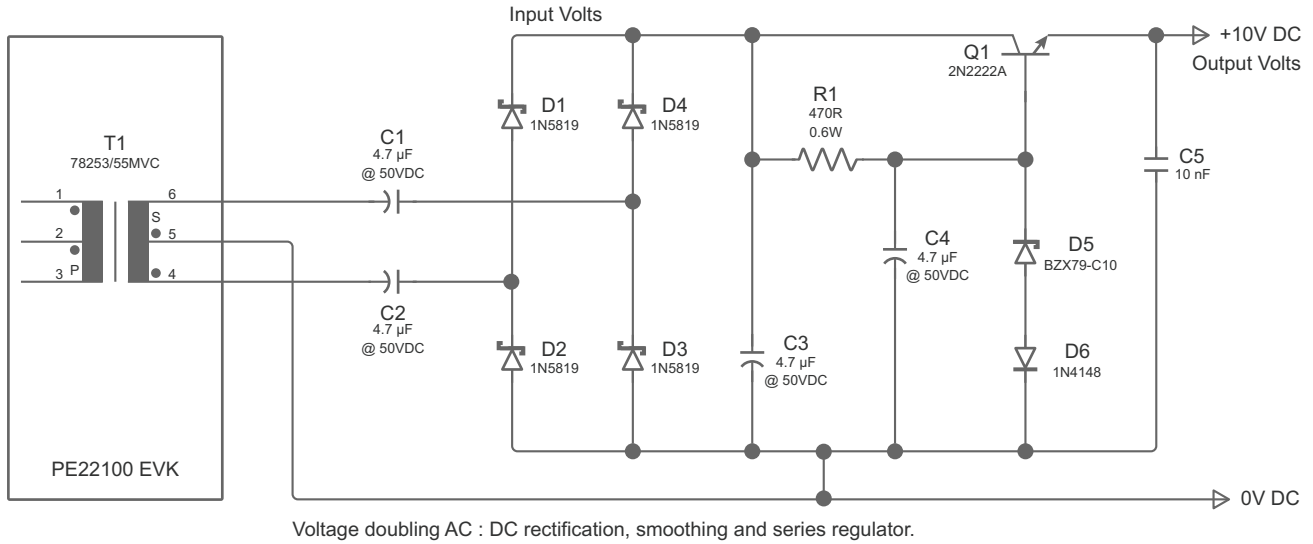 Input Volts
+10V DC
Output Volts
Q1
2N2222A
T1
78253/55MVC
C1
4.7 µF
@ 50VDC
D1
1N5819
D4
1N5819
R1
470R
0.6W
C5
10 nF
1
2
3
P
S
6
5
4
C2
4.7 µF
@ 50VDC
C4
4.7 µF
@ 50VDC
D5
BZX79-C10
D2
1N5819
D3
1N5819
C3
4.7 µF
@ 50VDC
D6
1N4148
PE22100 EVK
0V DC
Voltage doubling AC : DC rectification, smoothing and series regulator.